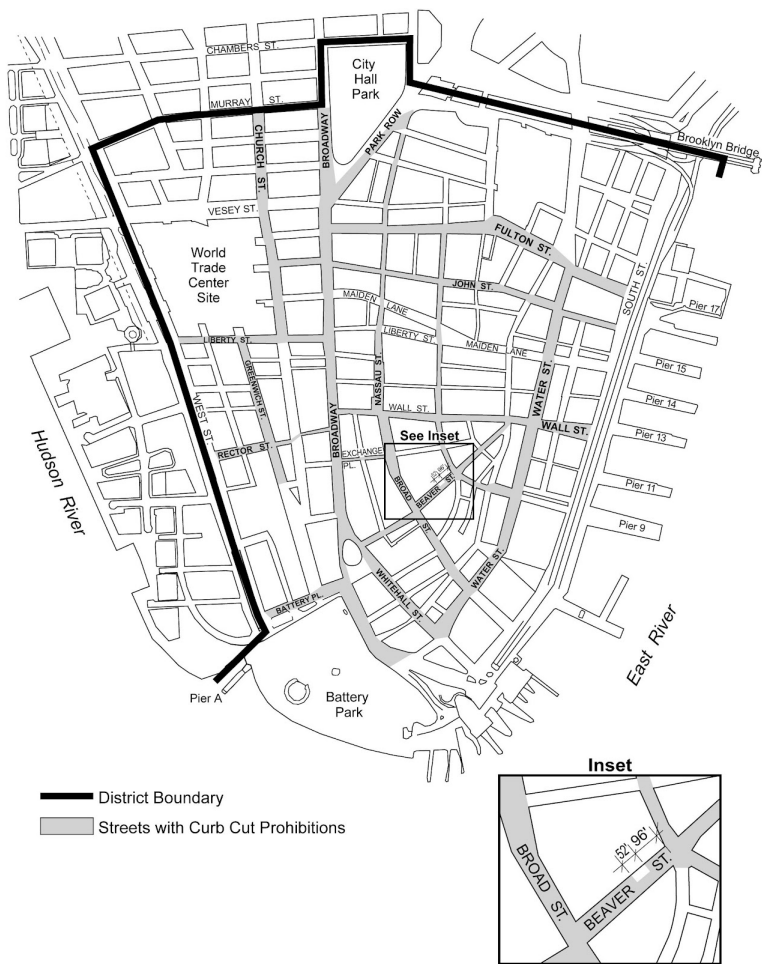 CHAMBERS ST.
City
Hall
Park
MURRAY ST.
BROADWAY
PARK ROW
CHURCH ST.
Brooklyn Bridge
VESEY ST.
FULTON ST.
World
Trade
Center
Site
JOHN ST.
SOUTH ST.
MAIDEN LANE
Pier 17
LIBERTY ST.
LIBERTY ST.
MAIDEN LANE
GREENWICH ST.
NASSAU ST.
WATER ST.
Pier 15
WEST ST.
WALL ST.
WALL ST.
Pier 14
BROADWAY
See Inset
Pier 13
RECTOR ST.
EXCHANGE
PL.
Hudson River
52' 96'
BROAD ST.
BEAVER ST.
Pier 11
Pier 9
WATER ST.
WHITEHALL ST.
BATTERY PL.
East River
Pier A
Battery
Park
Inset
District Boundary
Streets with Curb Cut Prohibitions
52' 96'
BROAD ST.
BEAVER ST.